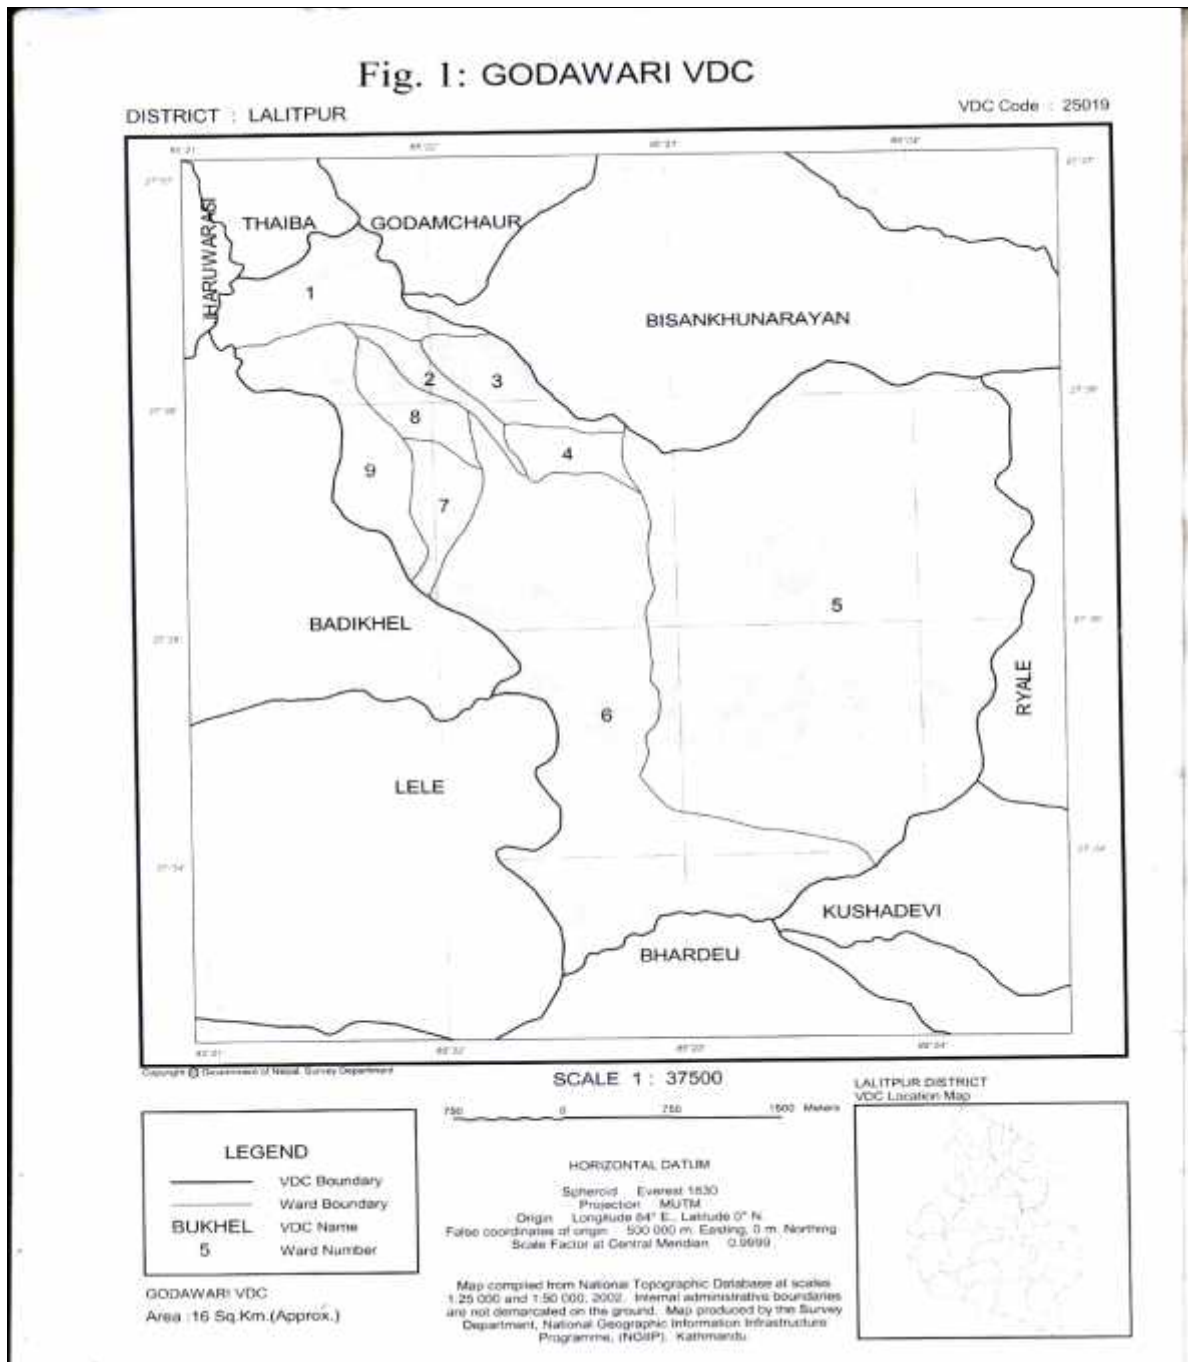 Fig. 1: GODAWARI VDC
DISTRICT : LALITPUR
VDC Code : 25019
THAIBA
GODAMCHAUR
JHARUWARASI
1
BISANKHUNARAYAN
2
3
8
4
9
7
5
BADIKHEL
RYALE
6
LELE
KUSHADEVI
BHARDEU
Copyright © Government of Nepal, Survey Department
SCALE 1 : 37500
750 0 750 1500 Meters
LALITPUR DISTRICT
VDC Location Map
LEGEND
VDC Boundary
Ward Boundary
BUKHEL VDC Name
5 Ward Number
HORIZONTAL DATUM
Spheroid Everest 1830
Projection MUTM
Origin Longitude 84° E, Latitude 0° N
False coordinates of origin 500 000 m. Easting, 0 m. Northing
Scale Factor at Central Meridian 0.9999
GODAWARI VDC
Area :16 Sq.Km.(Approx.)
Map compiled from National Topographic Database at scales
1:25 000 and 1:50 000, 2002. Internal administrative boundaries
are not demarcated on the ground. Map produced by the Survey
Department, National Geographic Information Infrastructure
Programme, (NGIIP). Kathmandu